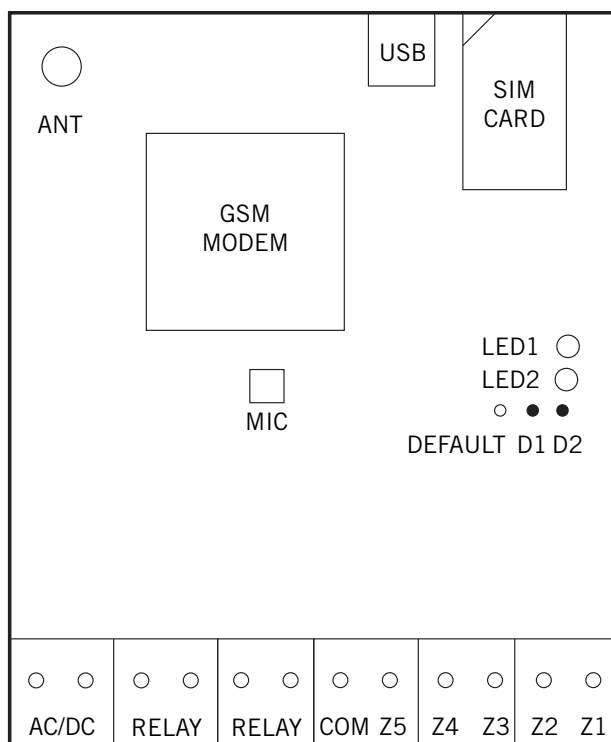 USB
SIM
CARD
ANT
GSM
MODEM
LED1
LED2
MIC
DEFAULT D1 D2
AC/DC RELAY RELAY COM Z5 Z4 Z3 Z2 Z1